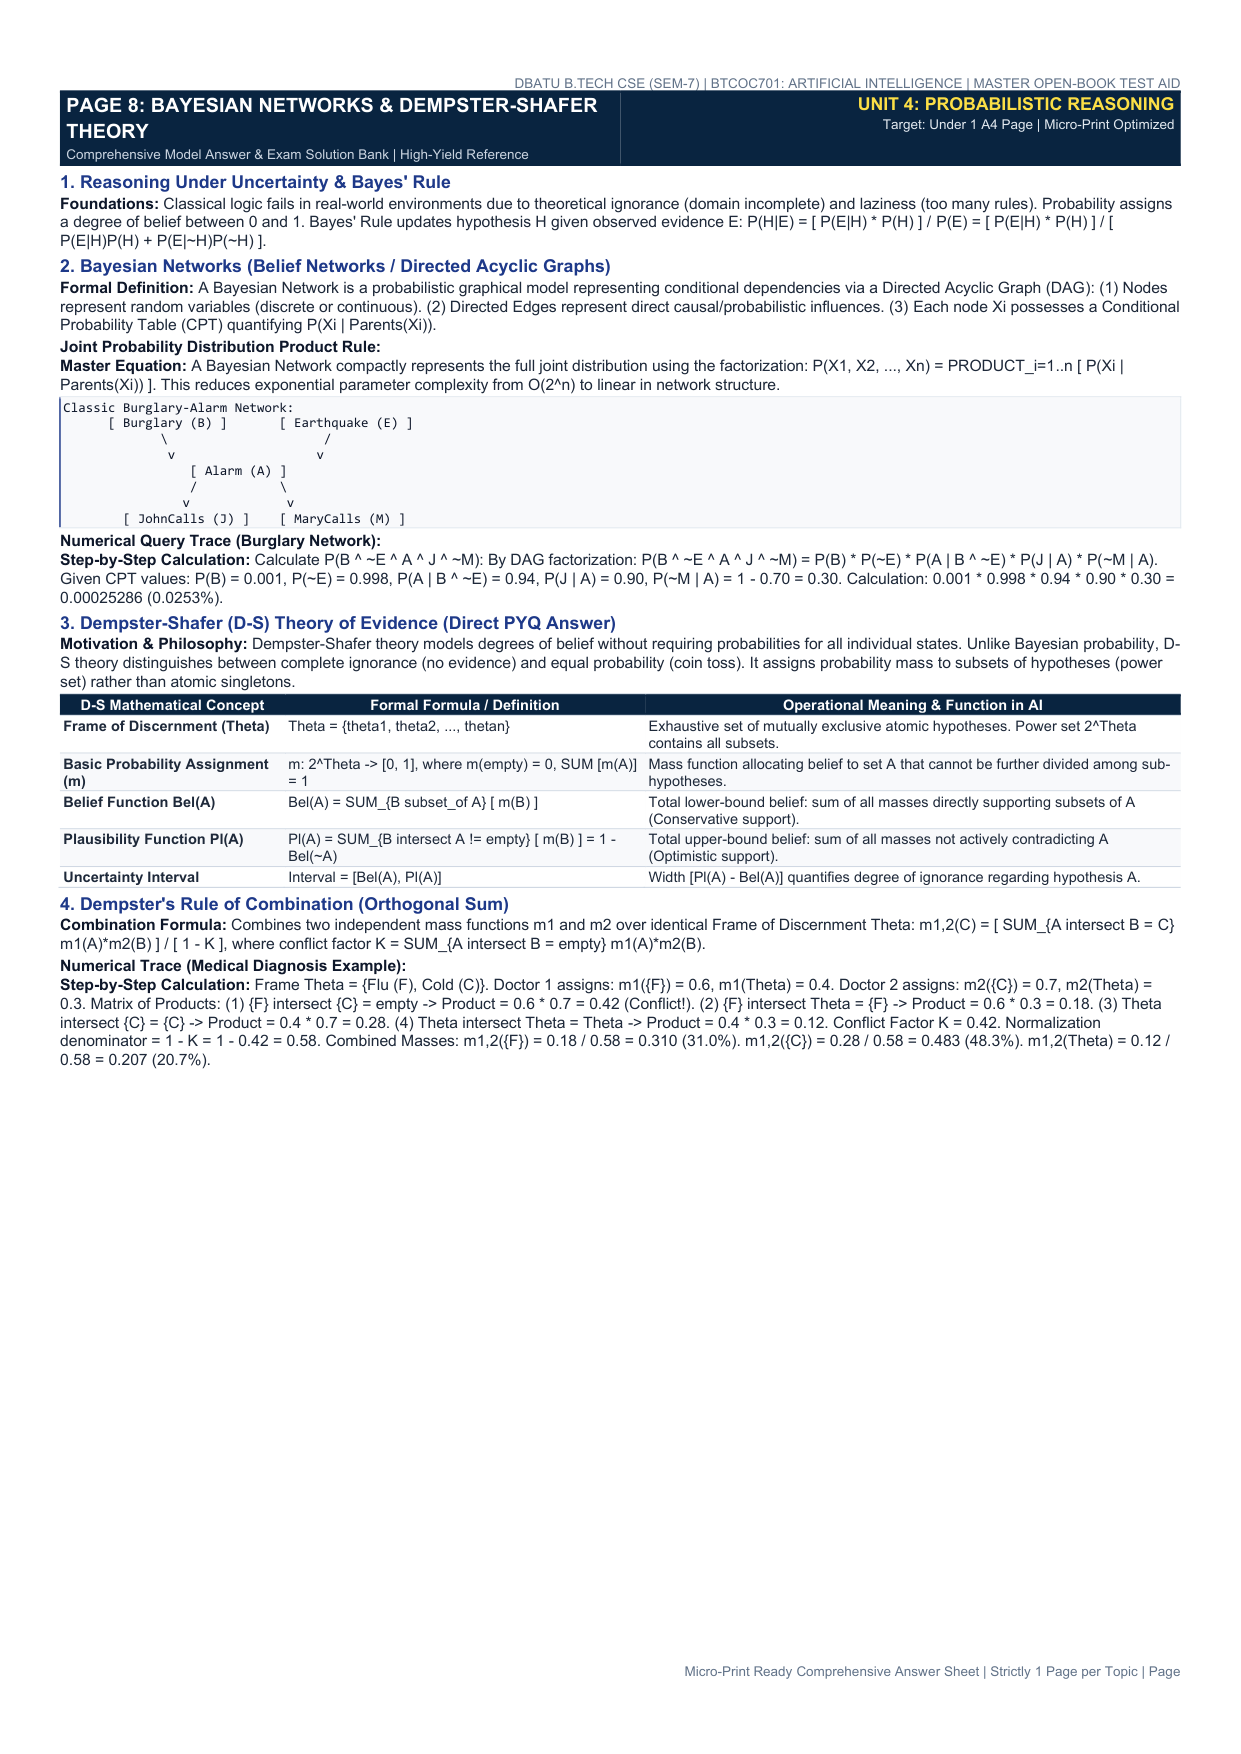 DBATU B.TECH CSE (SEM-7) | BTCOC701: ARTIFICIAL INTELLIGENCE | MASTER OPEN-BOOK TEST AID
PAGE 8: BAYESIAN NETWORKS & DEMPSTER-SHAFER
THEORY
Comprehensive Model Answer & Exam Solution Bank | High-Yield Reference
UNIT 4: PROBABILISTIC REASONING
Target: Under 1 A4 Page | Micro-Print Optimized
1. Reasoning Under Uncertainty & Bayes' Rule
Foundations: Classical logic fails in real-world environments due to theoretical ignorance (domain incomplete) and laziness (too many rules). Probability assigns
a degree of belief between 0 and 1. Bayes' Rule updates hypothesis H given observed evidence E: P(H|E) = [ P(E|H) * P(H) ] / P(E) = [ P(E|H) * P(H) ] / [
P(E|H)P(H) + P(E|~H)P(~H) ].
2. Bayesian Networks (Belief Networks / Directed Acyclic Graphs)
Formal Definition: A Bayesian Network is a probabilistic graphical model representing conditional dependencies via a Directed Acyclic Graph (DAG): (1) Nodes
represent random variables (discrete or continuous). (2) Directed Edges represent direct causal/probabilistic influences. (3) Each node Xi possesses a Conditional
Probability Table (CPT) quantifying P(Xi | Parents(Xi)).
Joint Probability Distribution Product Rule:
Master Equation: A Bayesian Network compactly represents the full joint distribution using the factorization: P(X1, X2, ..., Xn) = PRODUCT_i=1..n [ P(Xi |
Parents(Xi)) ]. This reduces exponential parameter complexity from O(2^n) to linear in network structure.
Classic Burglary-Alarm Network:
[ Burglary (B) ]       [ Earthquake (E) ]
\                     /
v                   v
[ Alarm (A) ]
/           \
v             v
[ JohnCalls (J) ]    [ MaryCalls (M) ]
Numerical Query Trace (Burglary Network):
Step-by-Step Calculation: Calculate P(B ^ ~E ^ A ^ J ^ ~M): By DAG factorization: P(B ^ ~E ^ A ^ J ^ ~M) = P(B) * P(~E) * P(A | B ^ ~E) * P(J | A) * P(~M | A).
Given CPT values: P(B) = 0.001, P(~E) = 0.998, P(A | B ^ ~E) = 0.94, P(J | A) = 0.90, P(~M | A) = 1 - 0.70 = 0.30. Calculation: 0.001 * 0.998 * 0.94 * 0.90 * 0.30 =
0.00025286 (0.0253%).
3. Dempster-Shafer (D-S) Theory of Evidence (Direct PYQ Answer)
Motivation & Philosophy: Dempster-Shafer theory models degrees of belief without requiring probabilities for all individual states. Unlike Bayesian probability, D-
S theory distinguishes between complete ignorance (no evidence) and equal probability (coin toss). It assigns probability mass to subsets of hypotheses (power
set) rather than atomic singletons.
D-S Mathematical Concept    Formal Formula / Definition    Operational Meaning & Function in AI
Frame of Discernment (Theta)    Theta = {theta1, theta2, ..., thetan}    Exhaustive set of mutually exclusive atomic hypotheses. Power set 2^Theta
contains all subsets.
Basic Probability Assignment    m: 2^Theta -> [0, 1], where m(empty) = 0, SUM [m(A)]    Mass function allocating belief to set A that cannot be further divided among sub-
(m)    = 1    hypotheses.
Belief Function Bel(A)    Bel(A) = SUM_{B subset_of A} [ m(B) ]    Total lower-bound belief: sum of all masses directly supporting subsets of A
(Conservative support).
Plausibility Function Pl(A)    Pl(A) = SUM_{B intersect A != empty} [ m(B) ] = 1 -    Total upper-bound belief: sum of all masses not actively contradicting A
Bel(~A)    (Optimistic support).
Uncertainty Interval    Interval = [Bel(A), Pl(A)]    Width [Pl(A) - Bel(A)] quantifies degree of ignorance regarding hypothesis A.
4. Dempster's Rule of Combination (Orthogonal Sum)
Combination Formula: Combines two independent mass functions m1 and m2 over identical Frame of Discernment Theta: m1,2(C) = [ SUM_{A intersect B = C}
m1(A)*m2(B) ] / [ 1 - K ], where conflict factor K = SUM_{A intersect B = empty} m1(A)*m2(B).
Numerical Trace (Medical Diagnosis Example):
Step-by-Step Calculation: Frame Theta = {Flu (F), Cold (C)}. Doctor 1 assigns: m1({F}) = 0.6, m1(Theta) = 0.4. Doctor 2 assigns: m2({C}) = 0.7, m2(Theta) =
0.3. Matrix of Products: (1) {F} intersect {C} = empty -> Product = 0.6 * 0.7 = 0.42 (Conflict!). (2) {F} intersect Theta = {F} -> Product = 0.6 * 0.3 = 0.18. (3) Theta
intersect {C} = {C} -> Product = 0.4 * 0.7 = 0.28. (4) Theta intersect Theta = Theta -> Product = 0.4 * 0.3 = 0.12. Conflict Factor K = 0.42. Normalization
denominator = 1 - K = 1 - 0.42 = 0.58. Combined Masses: m1,2({F}) = 0.18 / 0.58 = 0.310 (31.0%). m1,2({C}) = 0.28 / 0.58 = 0.483 (48.3%). m1,2(Theta) = 0.12 /
0.58 = 0.207 (20.7%).
Micro-Print Ready Comprehensive Answer Sheet | Strictly 1 Page per Topic | Page